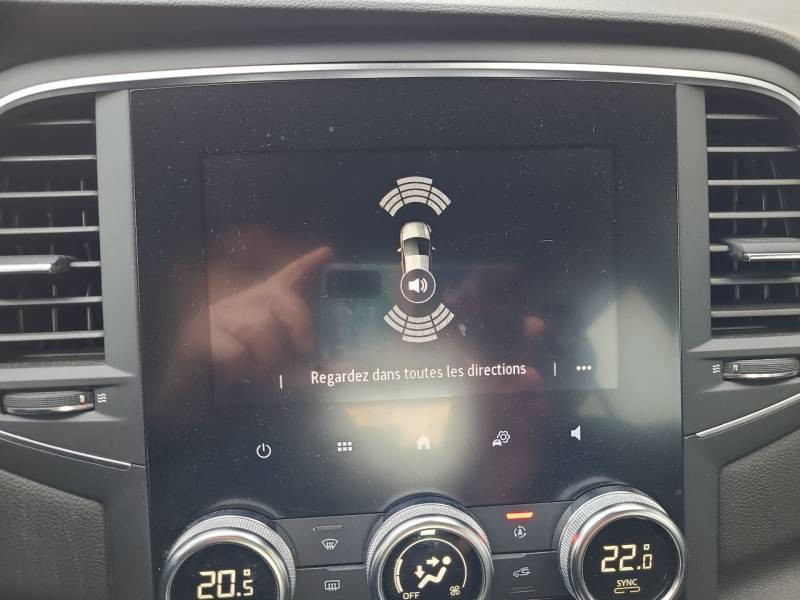 Regardez dans toutes les directions
20.5
OFF
22.0
SYNC